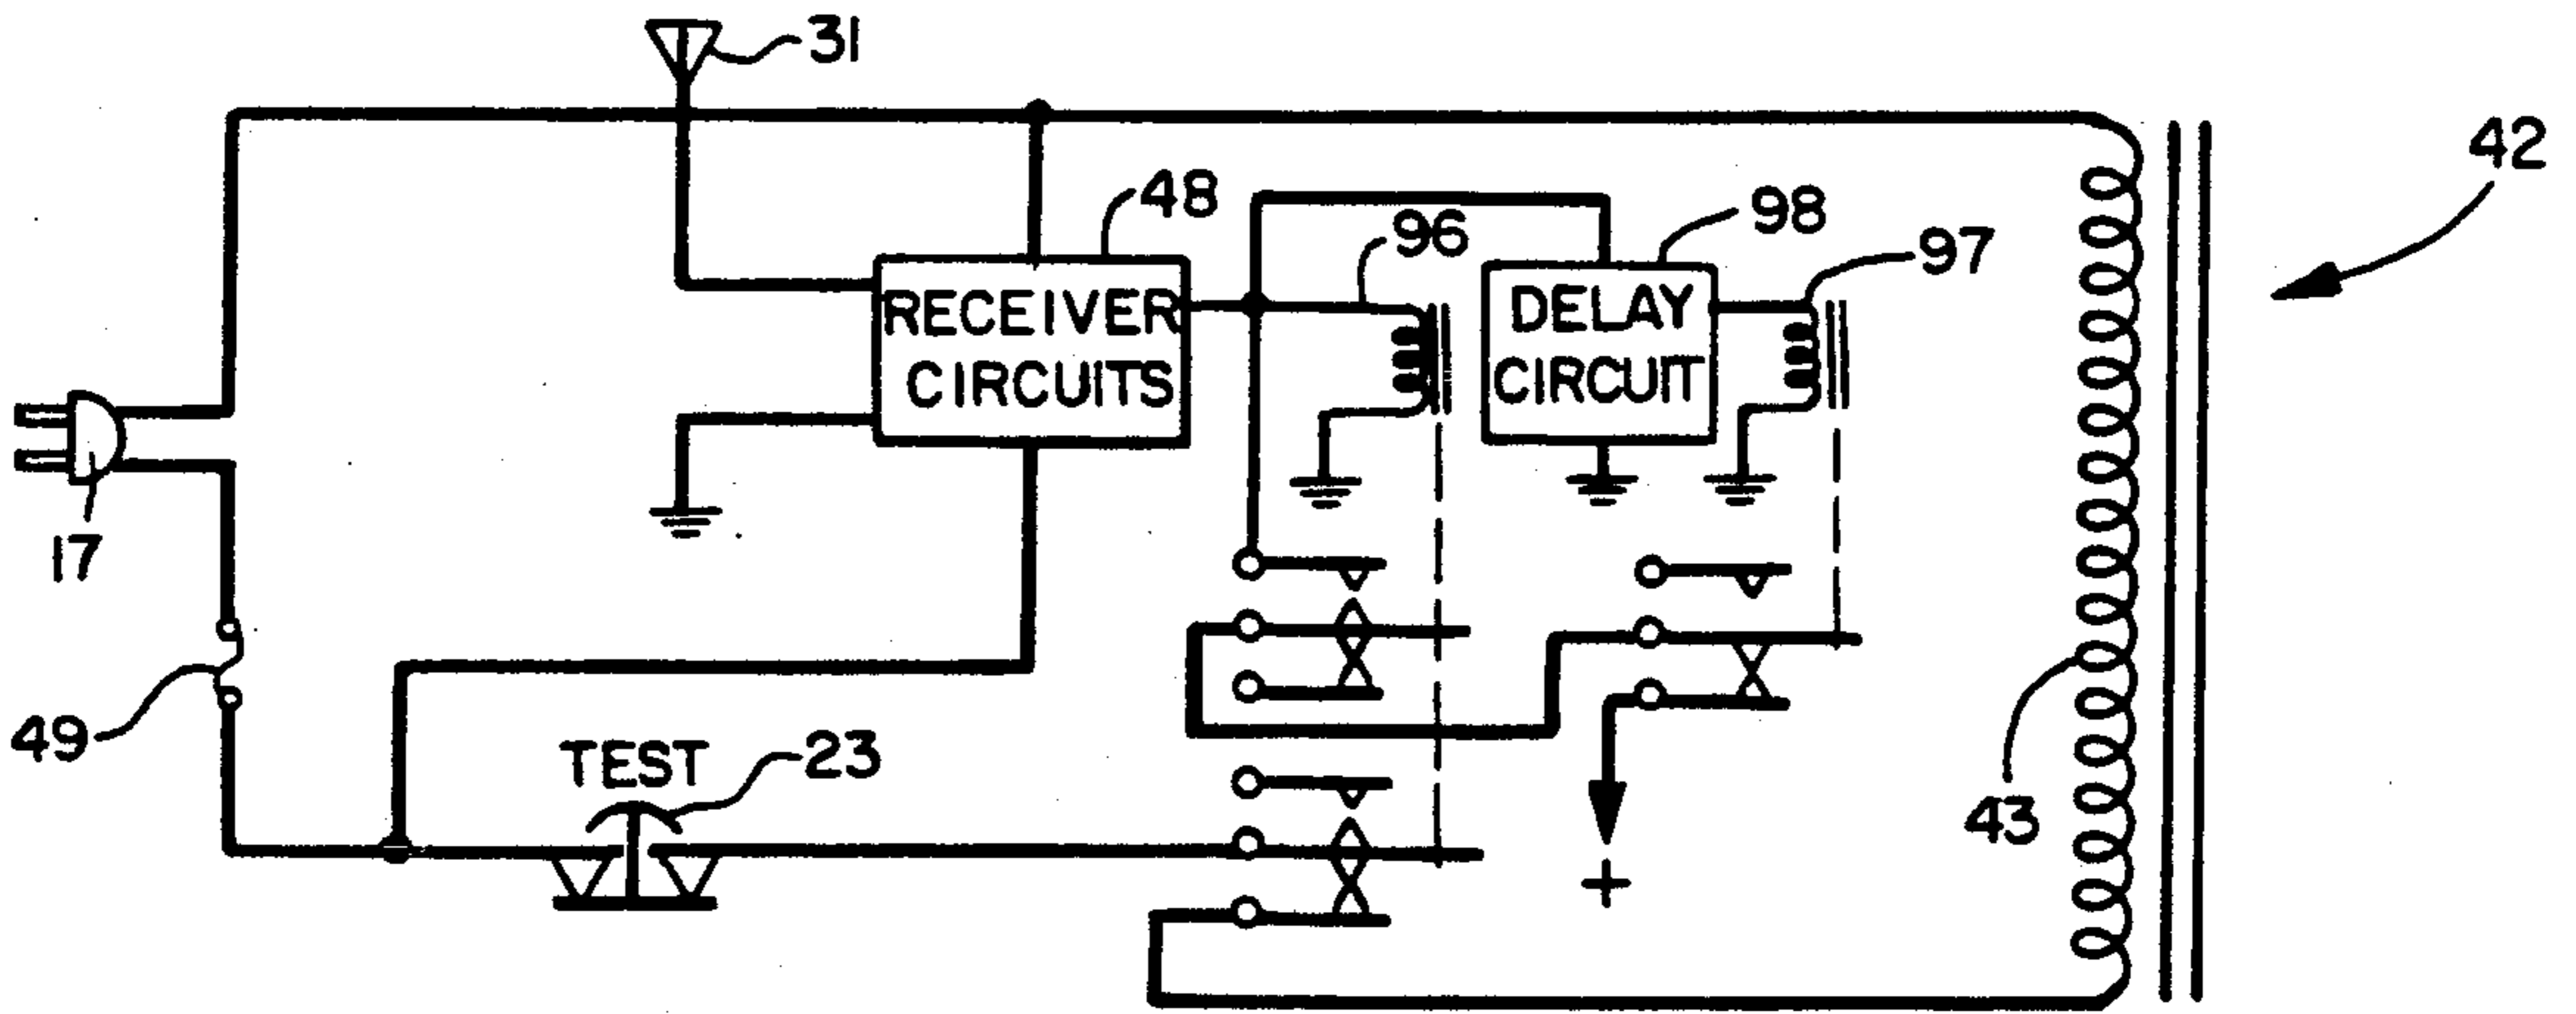 31
42
48
96
98
97
RECEIVER
CIRCUITS
DELAY
CIRCUIT
17
49
TEST
23
43
+